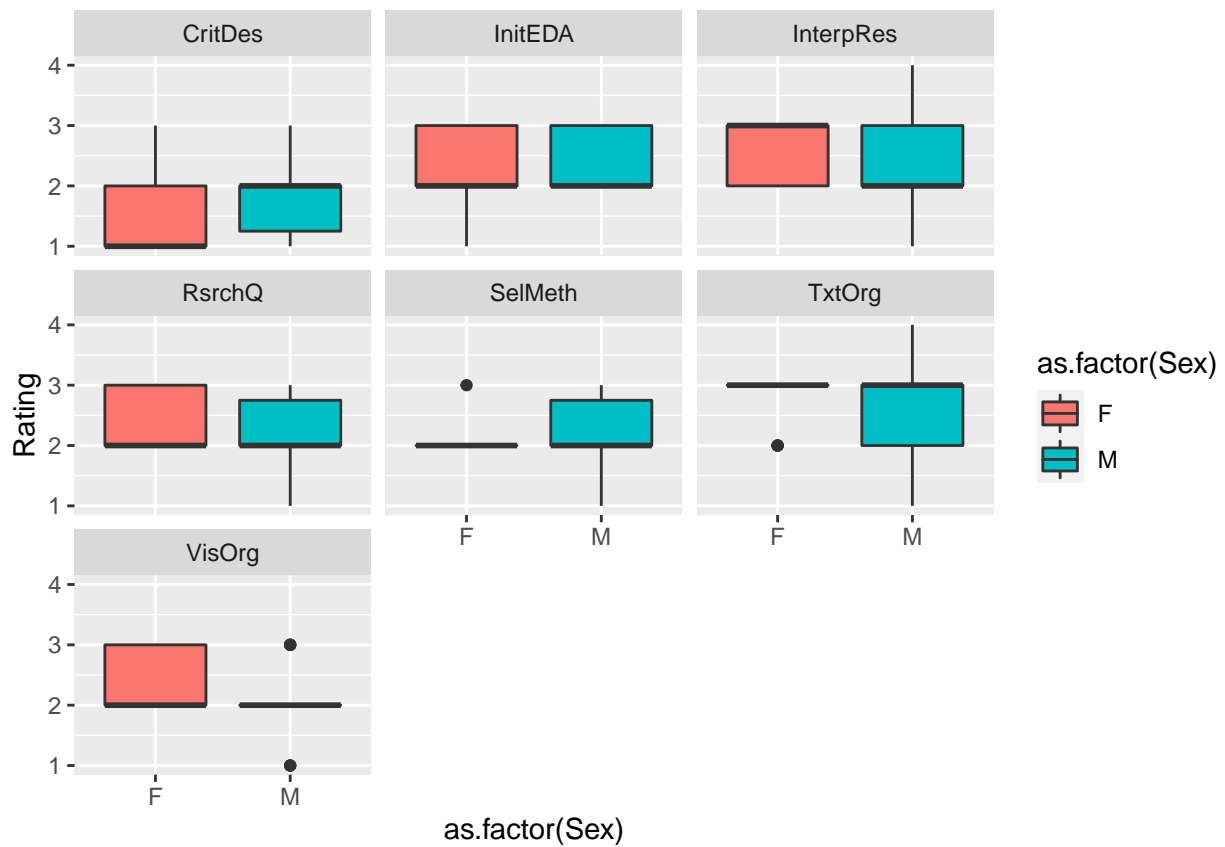 CritDes InitEDA InterpRes
4
3
2
1
RsrchQ SelMeth TxtOrg
4
3
2
1
F M F M
VisOrg
4
3
2
1
F M
Rating
as.factor(Sex)
as.factor(Sex)
F
M